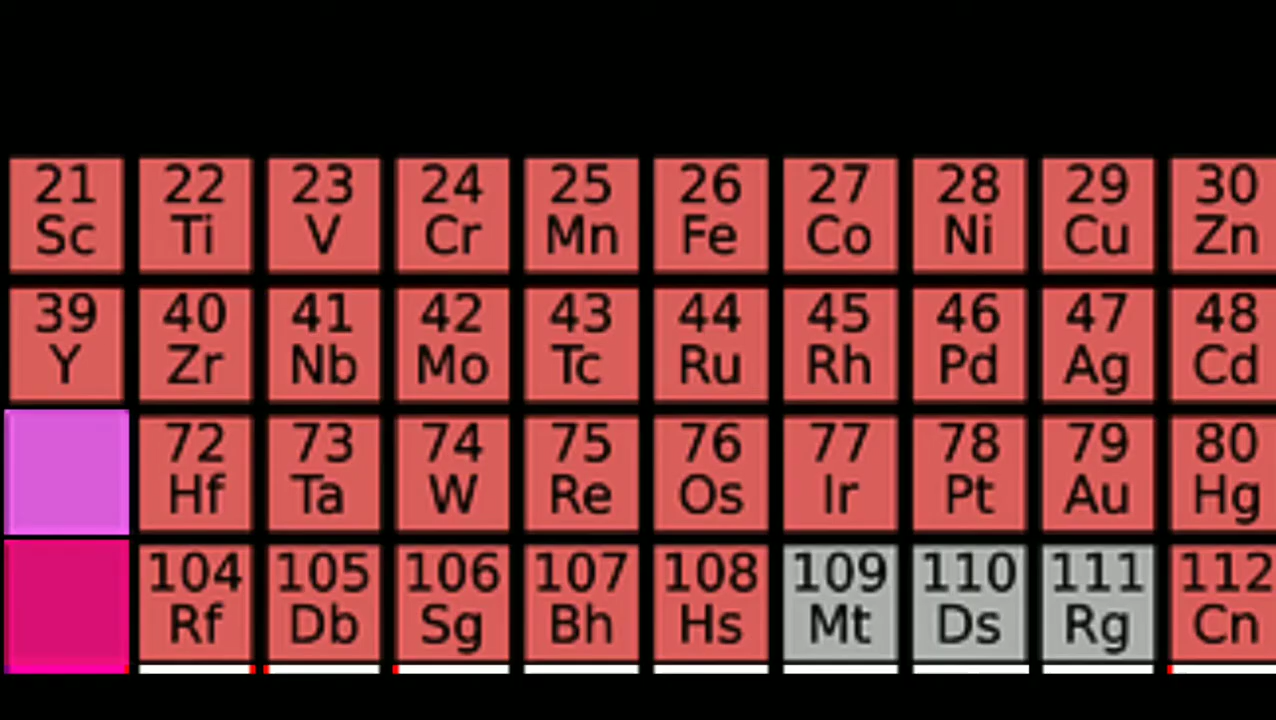 21 22 23 24 25 26 27 28 29 30
Sc Ti V Cr Mn Fe Co Ni Cu Zn
39 40 41 42 43 44 45 46 47 48
Y Zr Nb Mo Tc Ru Rh Pd Ag Cd
72 73 74 75 76 77 78 79 80
Hf Ta W Re Os Ir Pt Au Hg
104 105 106 107 108 109 110 111 112
Rf Db Sg Bh Hs Mt Ds Rg Cn